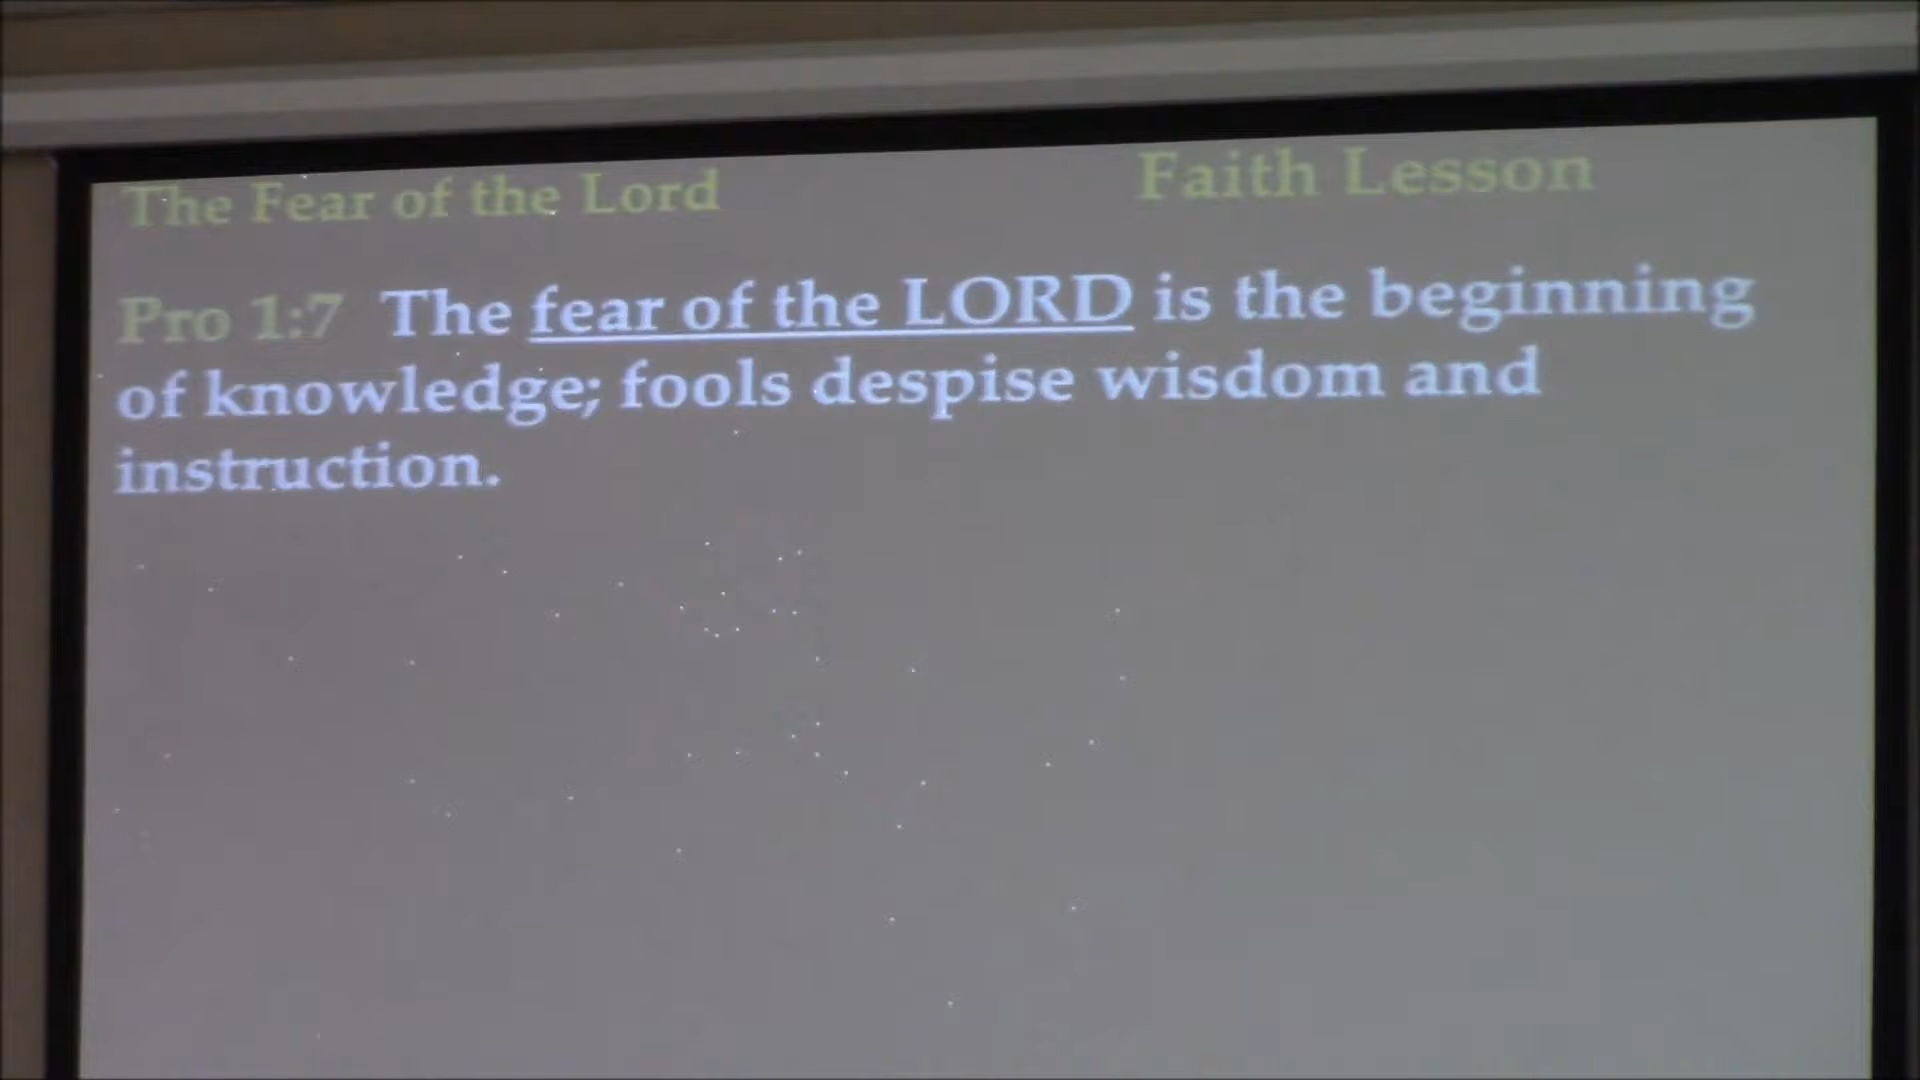 The Fear of the Lord Faith Lesson
Pro 1:7 The fear of the LORD is the beginning
of knowledge; fools despise wisdom and
instruction.